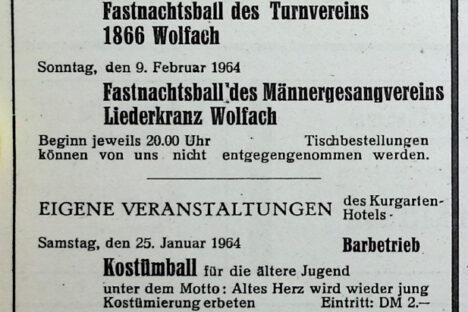 Fastnachtsball des Turnvereins
1866 Wolfach
Sonntag, den 9. Februar 1964
Fastnachtsball des Männergesangvereins
Liederkranz Wolfach
Beginn jeweils 20.00 Uhr Tischbestellungen
können von uns nicht entgegengenommen werden.
EIGENE VERANSTALTUNGEN des Kurgarten-
Hotels-
Samstag, den 25. Januar 1964 Barbetrieb
Kostümball für die ältere Jugend
unter dem Motto: Altes Herz wird wieder jung
Kostümierung erbeten Eintritt: DM 2.—